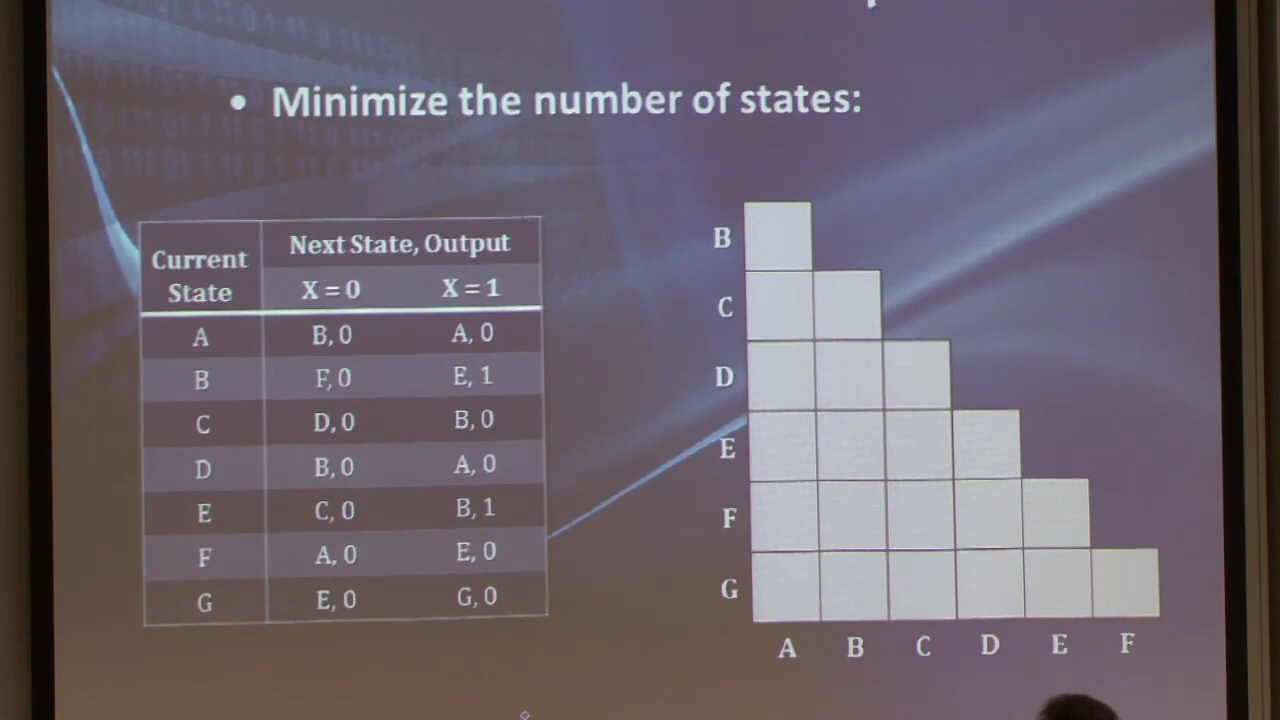 • Minimize the number of states:
Current State | Next State, Output
X = 0 | X = 1
A | B, 0 | A, 0
B | F, 0 | E, 1
C | D, 0 | B, 0
D | B, 0 | A, 0
E | C, 0 | B, 1
F | A, 0 | E, 0
G | E, 0 | G, 0
B
C
D
E
F
G
A B C D E F